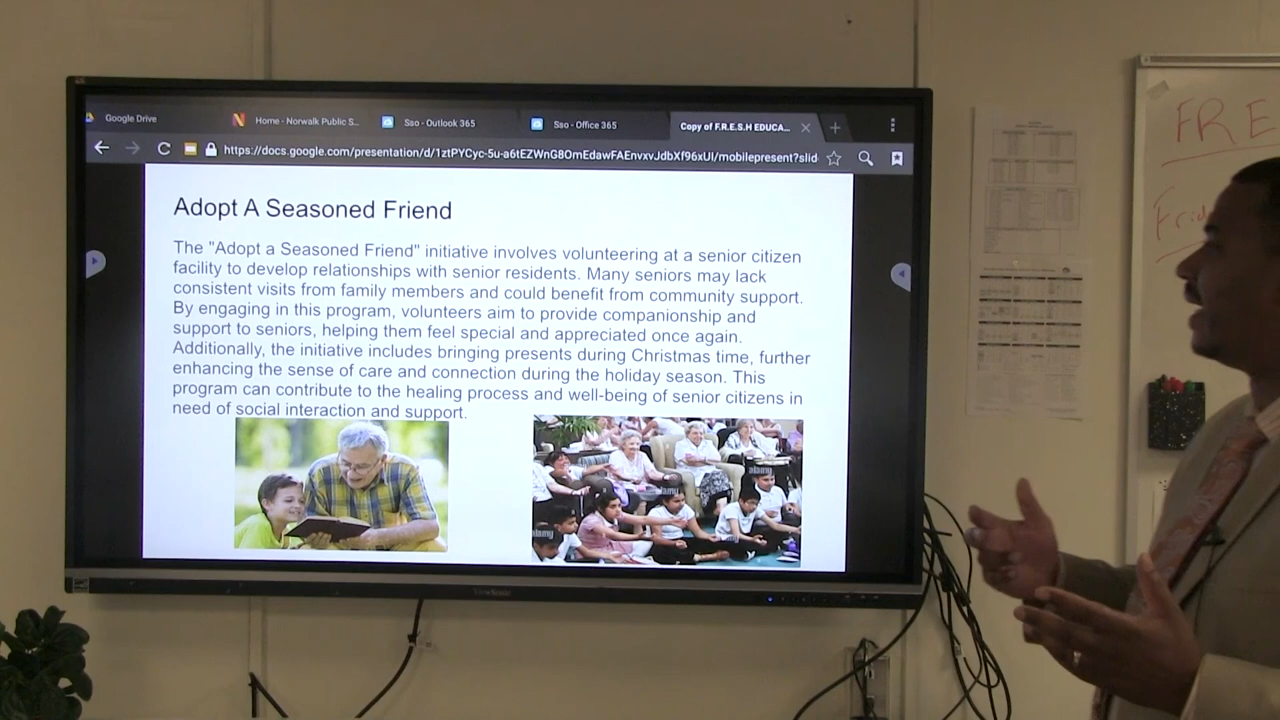 Google Drive
Home - Norwalk Public S...
Sso - Outlook 365
Sso - Office 365
Copy of F.R.E.S.H EDUCA...
https://docs.google.com/presentation/d/1ztPYCyc-5u-a6tEZWnG8OmEdawFAEnvxvJdbXf96xUI/mobilepresent?slid
Adopt A Seasoned Friend
The "Adopt a Seasoned Friend" initiative involves volunteering at a senior citizen
facility to develop relationships with senior residents. Many seniors may lack
consistent visits from family members and could benefit from community support.
By engaging in this program, volunteers aim to provide companionship and
support to seniors, helping them feel special and appreciated once again.
Additionally, the initiative includes bringing presents during Christmas time, further
enhancing the sense of care and connection during the holiday season. This
program can contribute to the healing process and well-being of senior citizens in
need of social interaction and support.
alamy
alamy
alamy
ViewSonic
FRE
Frid